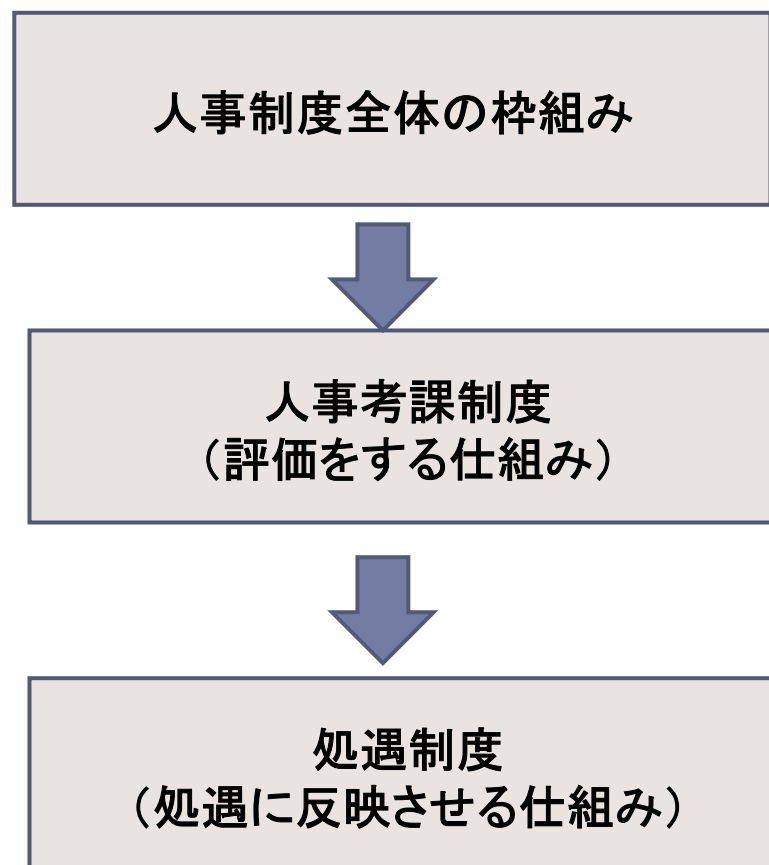 人事制度全体の枠組み
人事考課制度
（評価をする仕組み）
処遇制度
（処遇に反映させる仕組み）